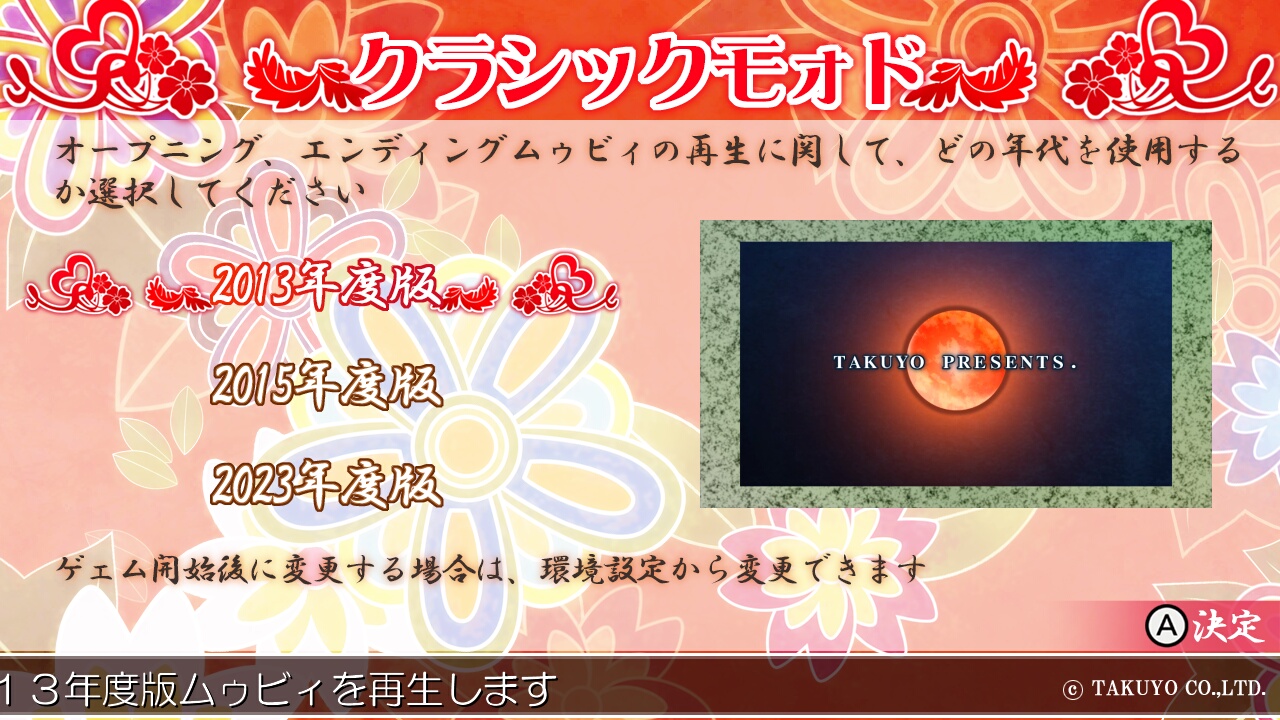 クラシックモォド
オープニング、エンディングムゥビィの再生に関して、どの年代を使用する
か選択してください
2013年度版
2015年度版
2023年度版
TAKUYO PRESENTS.
ゲェム開始後に変更する場合は、環境設定から変更できます
A決定
13年度版ムゥビィを再生します
© TAKUYO CO.,LTD.